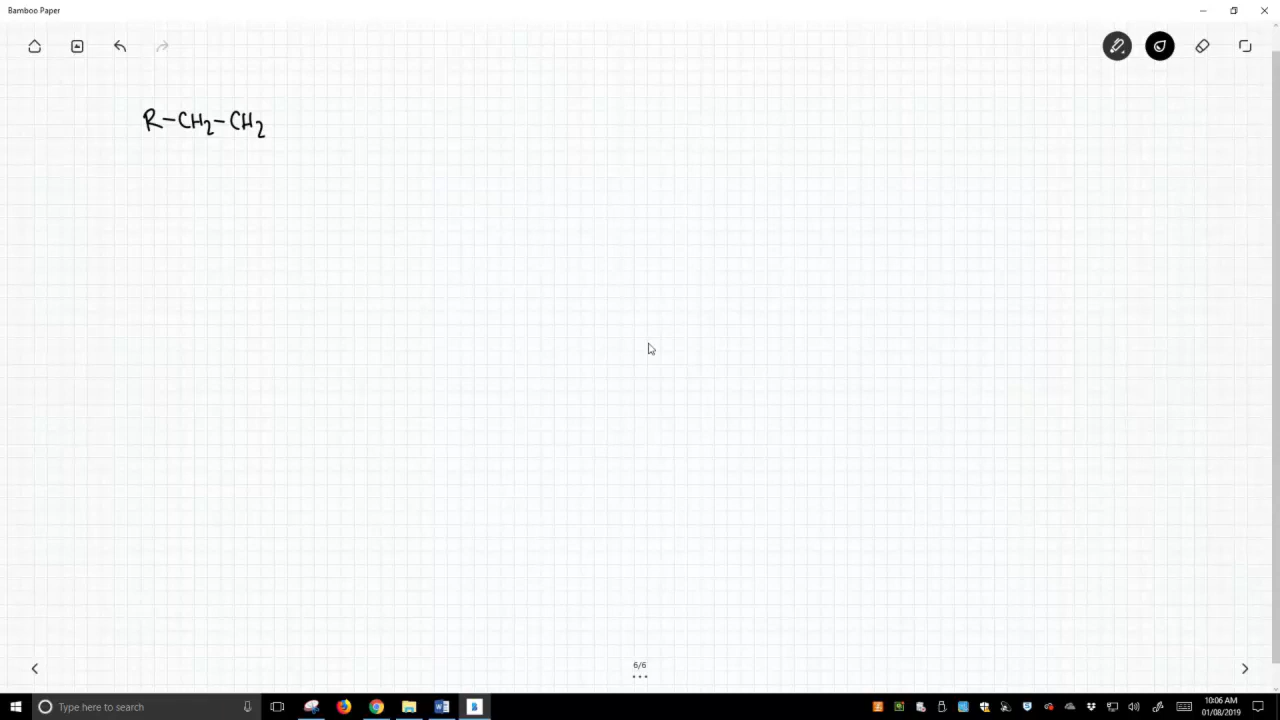 Bamboo Paper
R-CH₂-CH₂
6/6
Type here to search
10:06 AM
01/08/2019